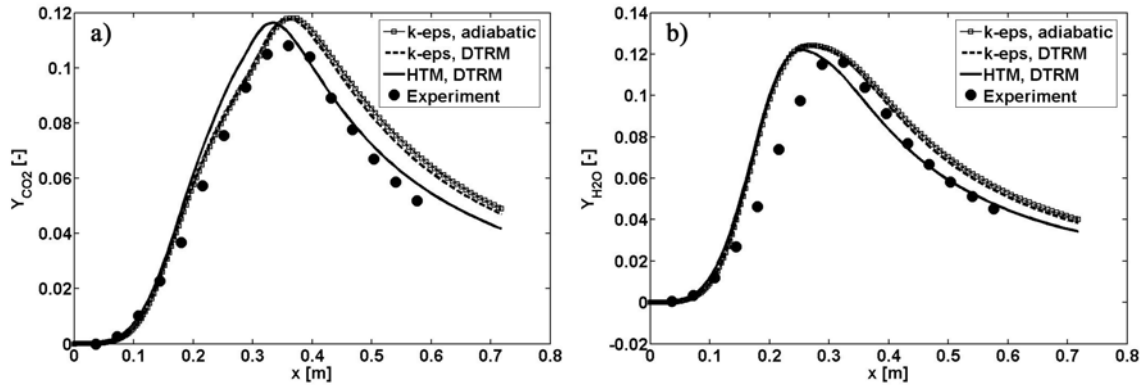 a)
k-eps, adiabatic
k-eps, DTRM
HTM, DTRM
Experiment
0.12
0.1
0.08
0.06
0.04
0.02
0
Y_CO2 [-]
0 0.1 0.2 0.3 0.4 0.5 0.6 0.7 0.8
x [m]
b)
k-eps, adiabatic
k-eps, DTRM
HTM, DTRM
Experiment
0.14
0.12
0.1
0.08
0.06
0.04
0.02
0
-0.02
Y_H2O [-]
0 0.1 0.2 0.3 0.4 0.5 0.6 0.7 0.8
x [m]